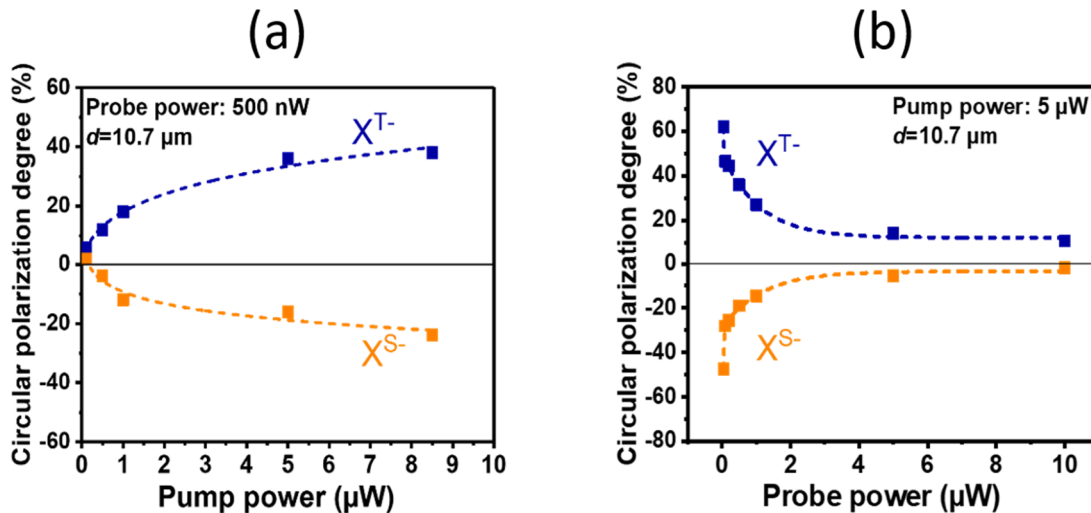 (a)
Circular polarization degree (%)
60
40
20
0
-20
-40
-60
Probe power: 500 nW
d=10.7 µm
X^T-
X^S-
0 1 2 3 4 5 6 7 8 9 10
Pump power (µW)
(b)
Circular polarization degree (%)
80
60
40
20
0
-20
-40
-60
-80
Pump power: 5 µW
d=10.7 µm
X^T-
X^S-
0 2 4 6 8 10
Probe power (µW)